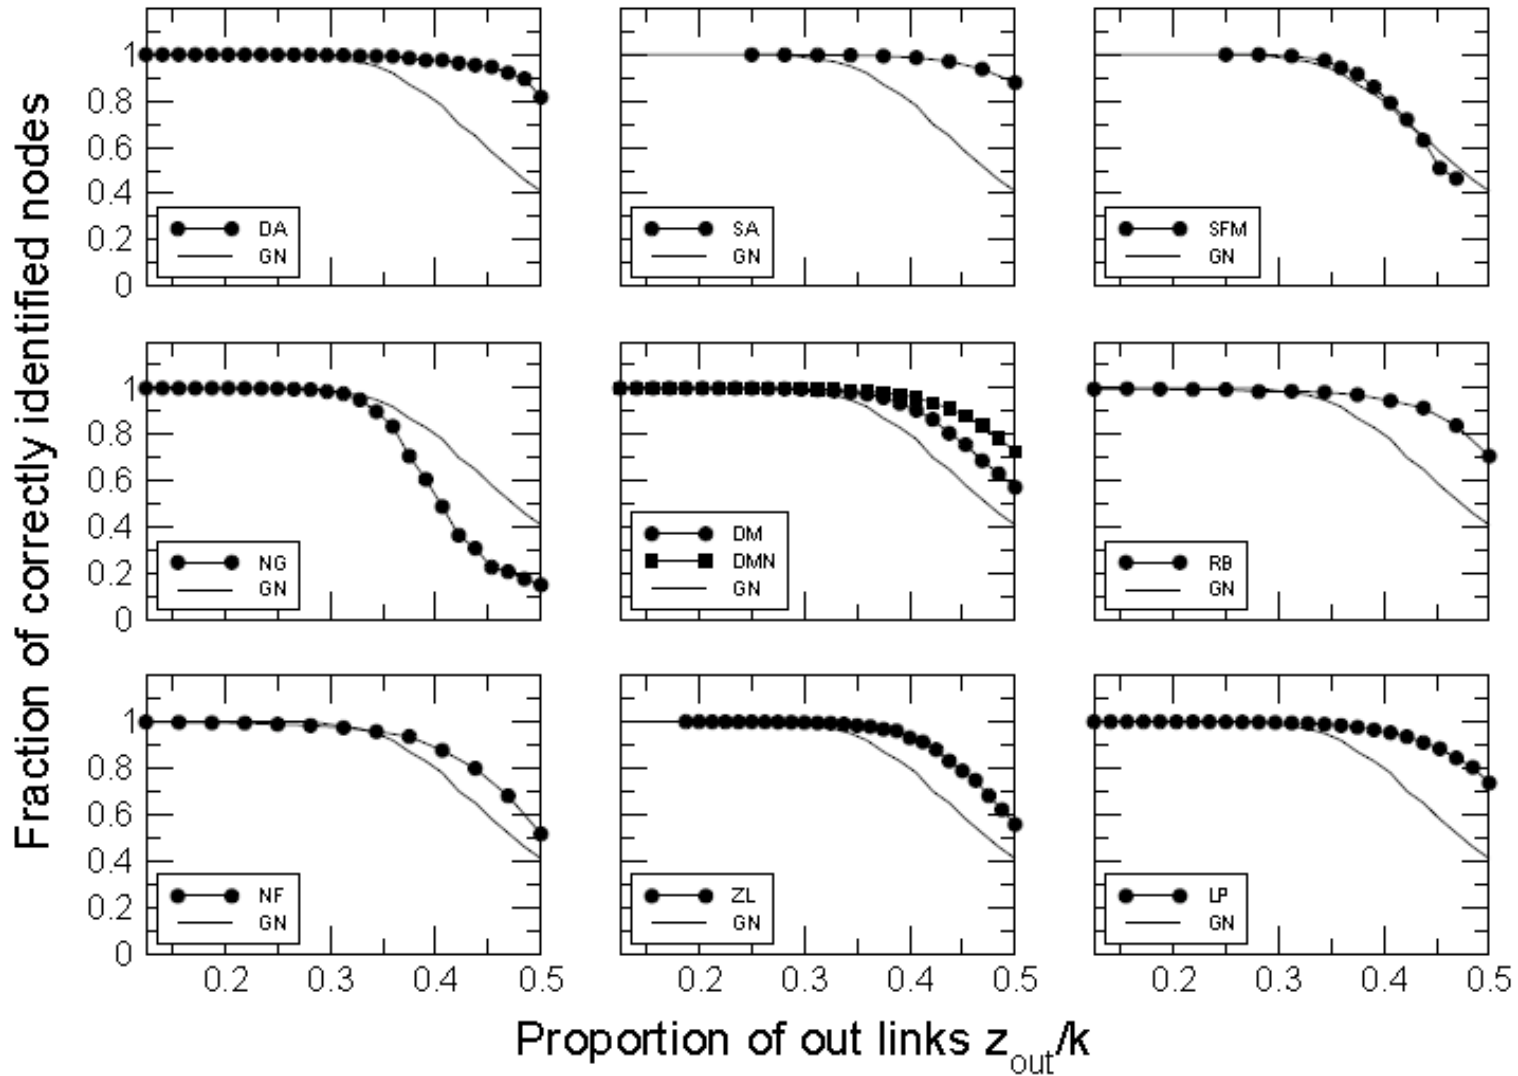 Fraction of correctly identified nodes
1
0.8
0.6
0.4
0.2
0
DA
GN
SA
GN
SFM
GN
1
0.8
0.6
0.4
0.2
0
NG
GN
DM
DMN
GN
RB
GN
1
0.8
0.6
0.4
0.2
0
NF
GN
ZL
GN
LP
GN
0.2 0.3 0.4 0.5
0.2 0.3 0.4 0.5
0.2 0.3 0.4 0.5
Proportion of out links z_out/k